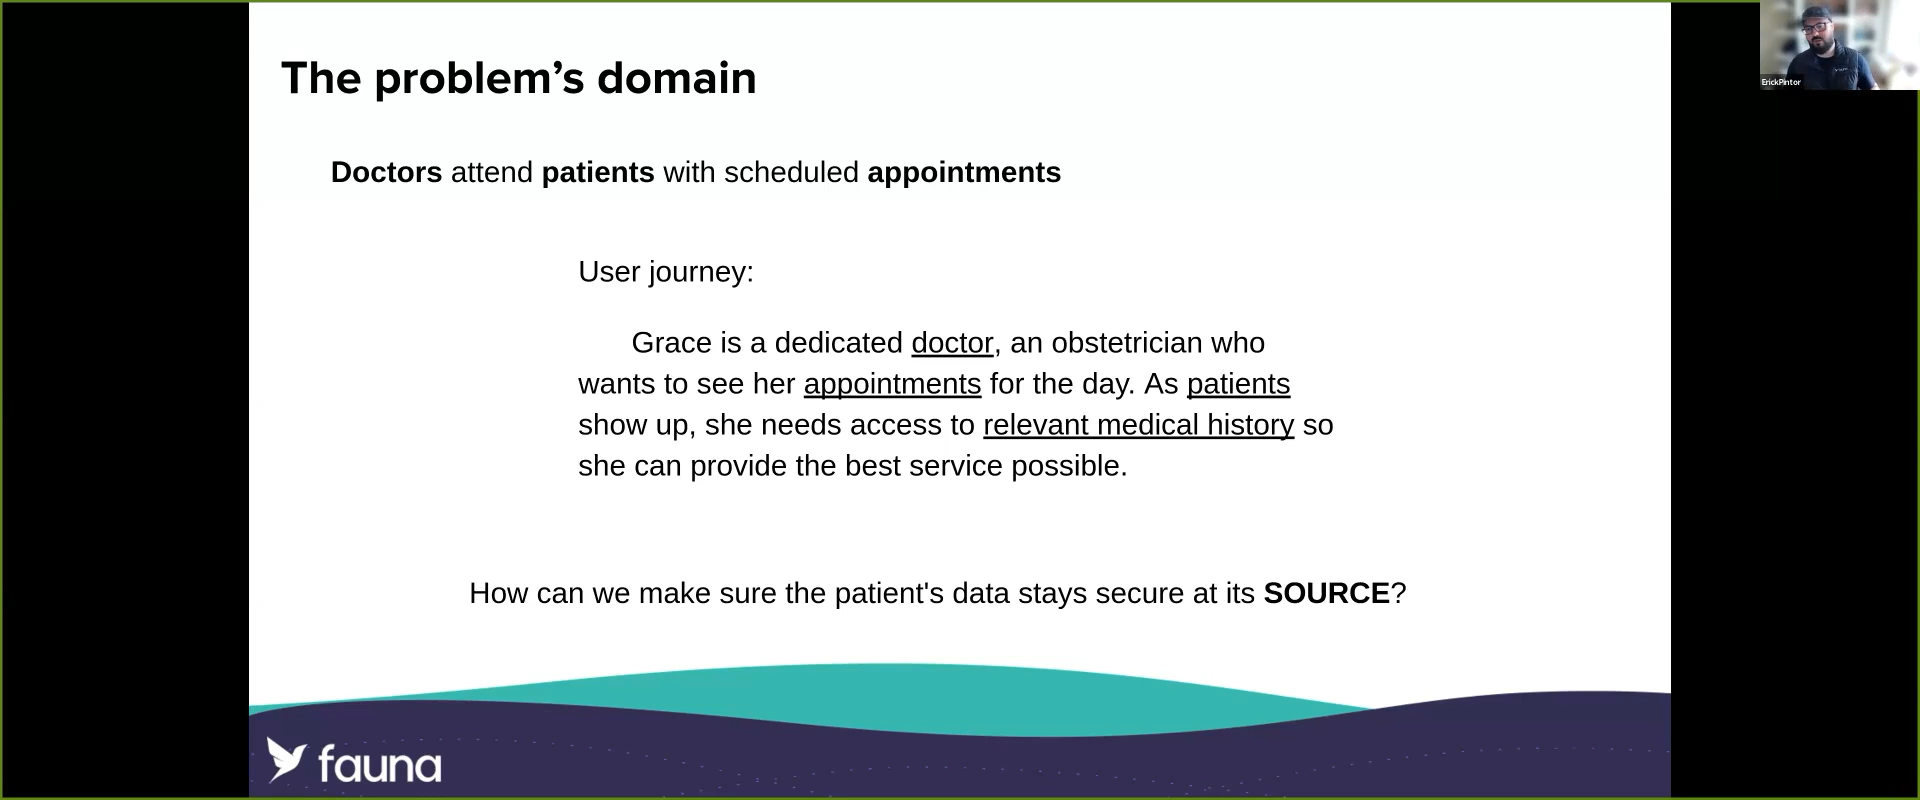 The problem’s domain
ErickPintor
Doctors attend patients with scheduled appointments
User journey:
Grace is a dedicated doctor, an obstetrician who
wants to see her appointments for the day. As patients
show up, she needs access to relevant medical history so
she can provide the best service possible.
How can we make sure the patient's data stays secure at its SOURCE?
fauna